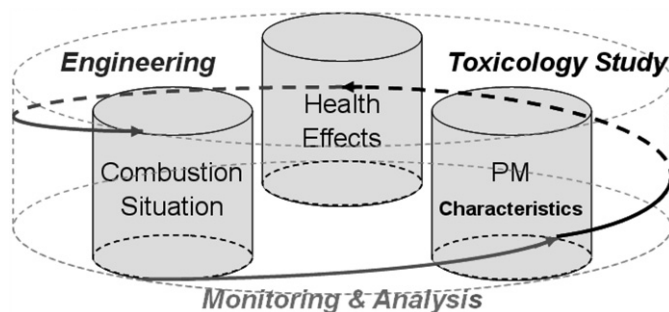 Engineering
Toxicology Study
Health
Effects
Combustion
Situation
PM
Characteristics
Monitoring & Analysis